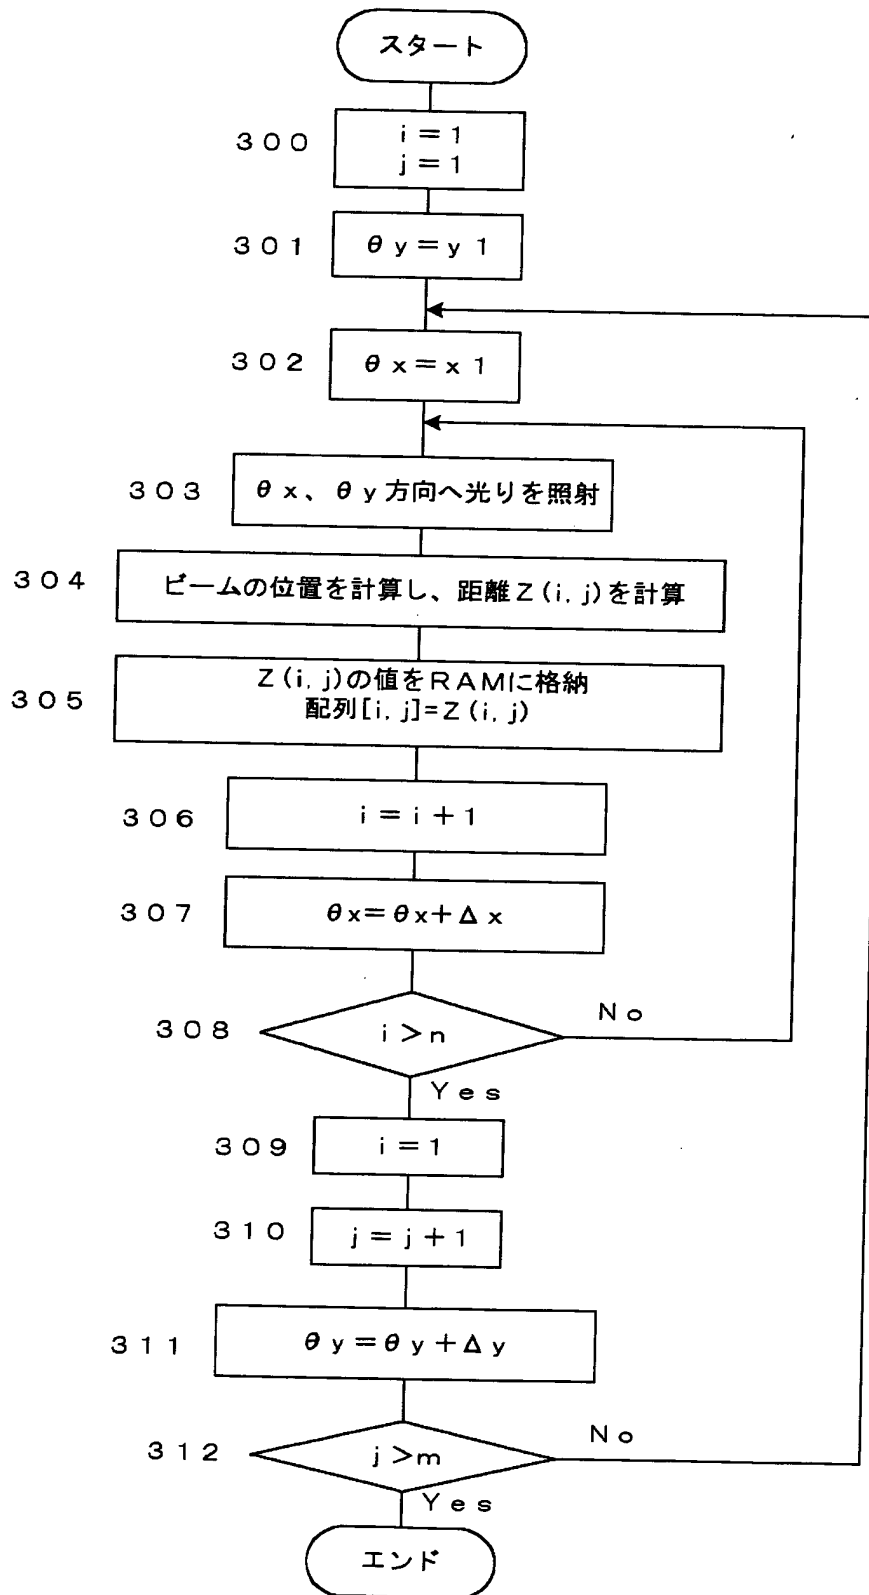 スタート
300
i=1
j=1
301
θy=y1
302
θx=x1
303
θx、θy方向へ光りを照射
304
ビームの位置を計算し、距離Z(i,j)を計算
305
Z(i,j)の値をRAMに格納
配列[i,j]=Z(i,j)
306
i=i+1
307
θx=θx+Δx
308
i>n
No
Yes
309
i=1
310
j=j+1
311
θy=θy+Δy
312
j>m
No
Yes
エンド